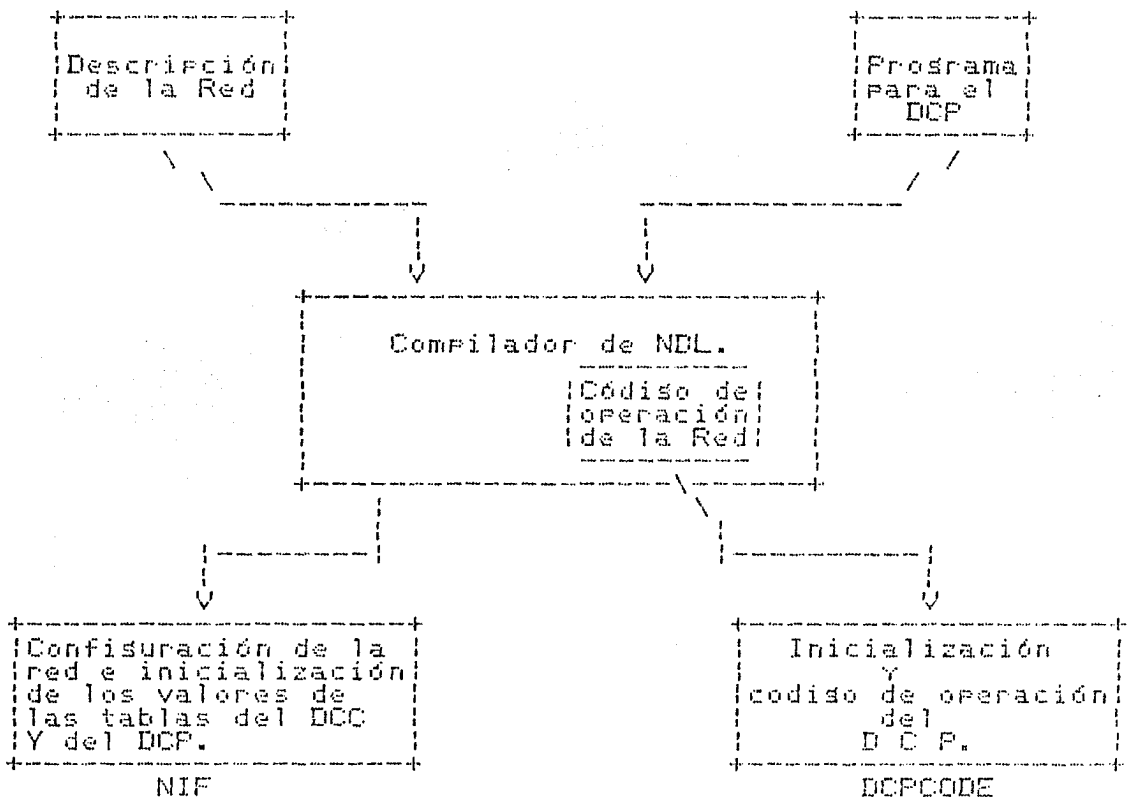 Descripción
de la Red
Programa
para el
DCP
Compilador de NDL.
Código de
operación
de la Red
Configuración de la
red e inicialización
de los valores de
las tablas del DCC
Y del DCP.
NIF
Inicialización
Y
codigo de operación
del
D C P.
DCPCODE